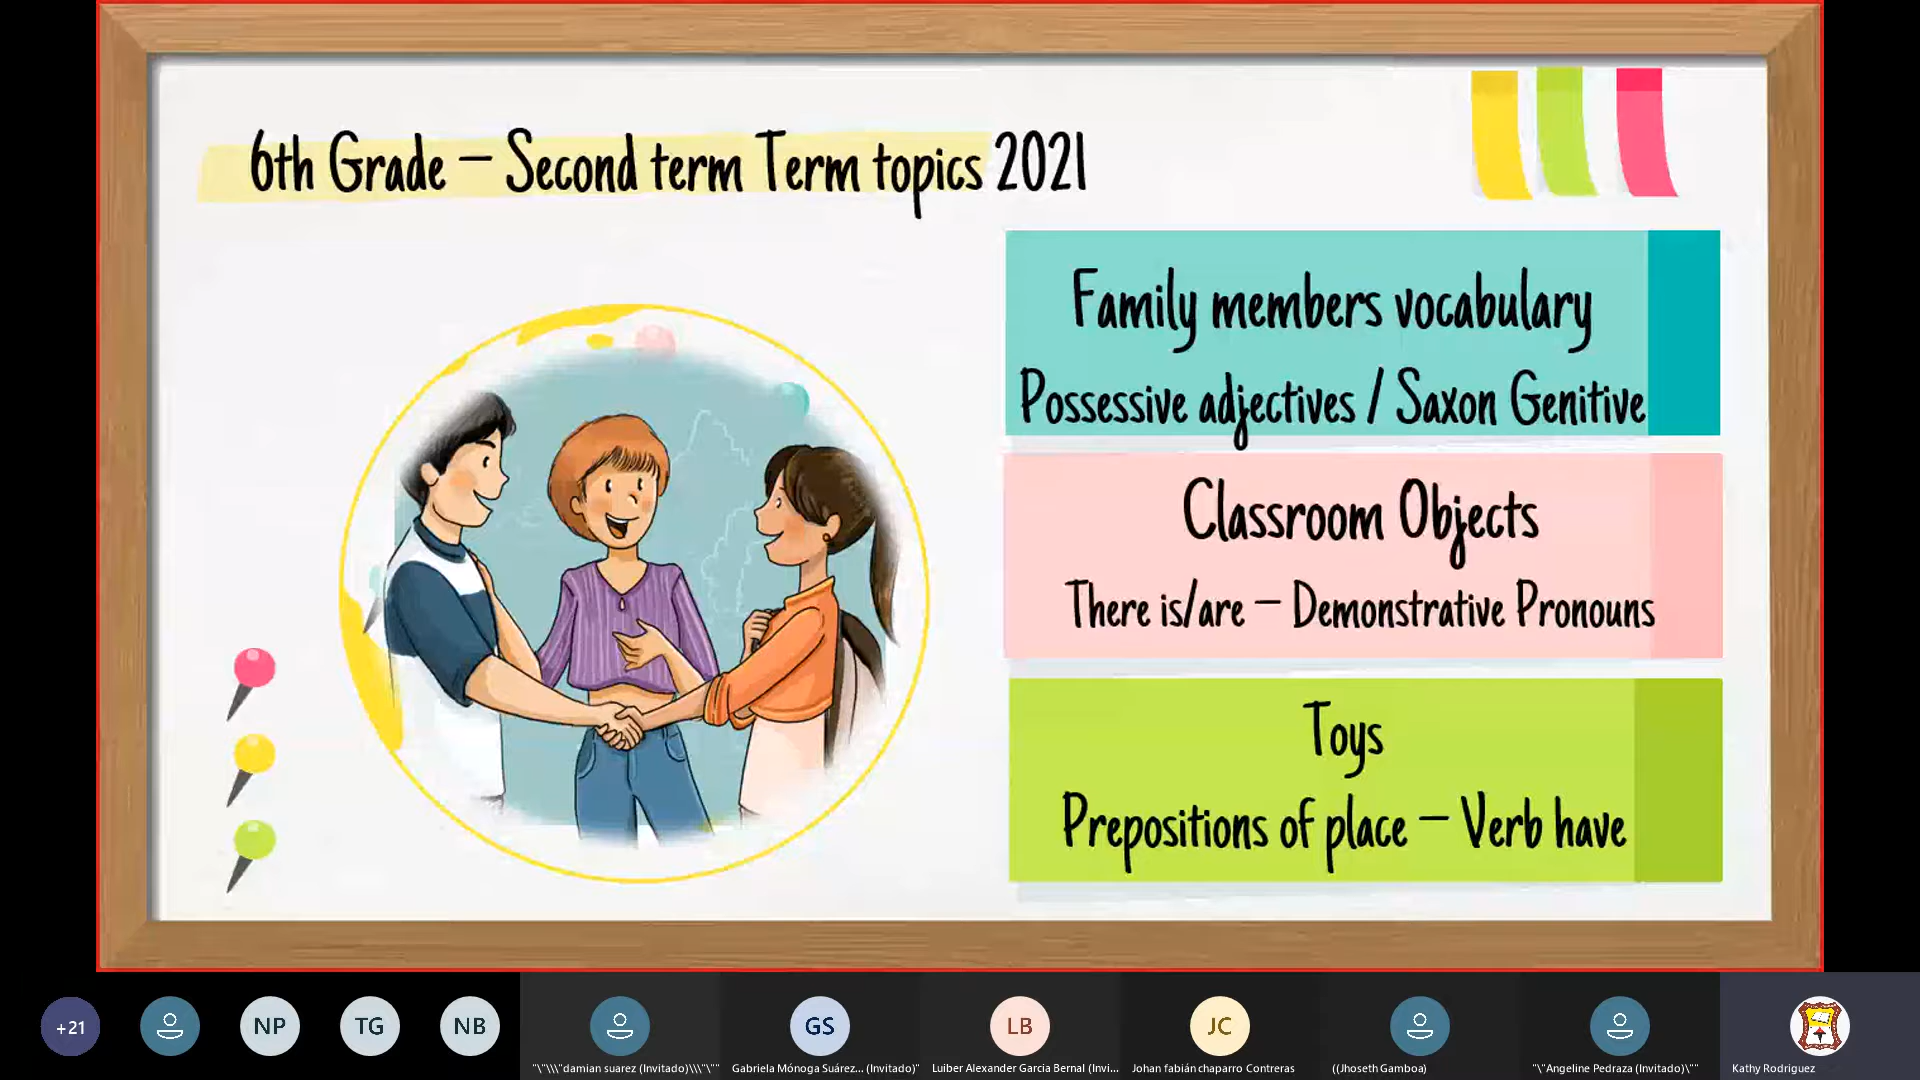 6th Grade – Second term Term topics 2021
Family members vocabulary
Possessive adjectives / Saxon Genitive
Classroom Objects
There is/are – Demonstrative Pronouns
Toys
Prepositions of place – Verb have
+21
NP
TG
NB
GS
LB
JC
"\"\\\"damian suarez (Invitado)\\\"\""
Gabriela Mónoga Suárez... (Invitado)"
Luiber Alexander Garcia Bernal (Invi...
Johan fabián chaparro Contreras
((Jhoseth Gamboa)
"\"Angeline Pedraza (Invitado)\""
Kathy Rodriguez